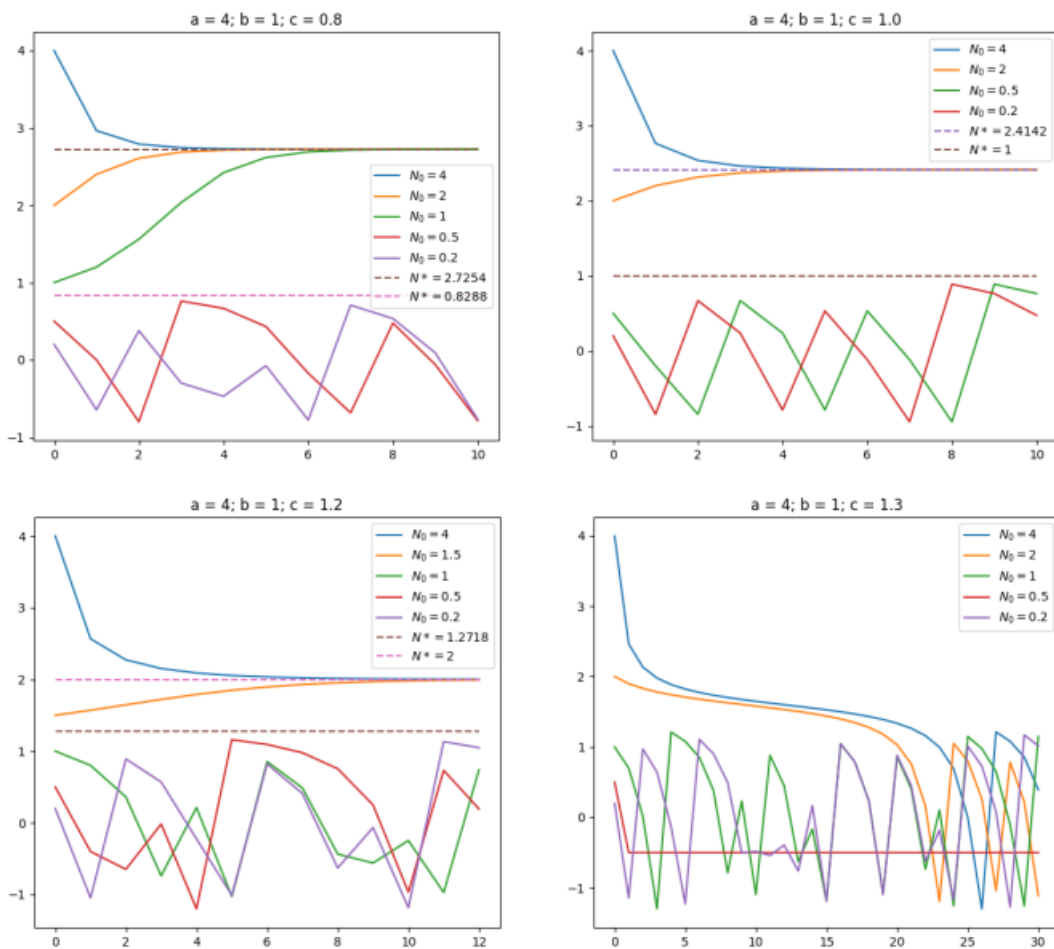 a = 4; b = 1; c = 0.8
4
3
2
1
0
−1
0
2
4
6
8
10
N₀ = 4
N₀ = 2
N₀ = 1
N₀ = 0.5
N₀ = 0.2
N* = 2.7254
N* = 0.8288
a = 4; b = 1; c = 1.0
4
3
2
1
0
−1
0
2
4
6
8
10
N₀ = 4
N₀ = 2
N₀ = 0.5
N₀ = 0.2
N* = 2.4142
N* = 1
a = 4; b = 1; c = 1.2
4
3
2
1
0
−1
0
2
4
6
8
10
12
N₀ = 4
N₀ = 1.5
N₀ = 1
N₀ = 0.5
N₀ = 0.2
N* = 1.2718
N* = 2
a = 4; b = 1; c = 1.3
4
3
2
1
0
−1
0
5
10
15
20
25
30
N₀ = 4
N₀ = 2
N₀ = 1
N₀ = 0.5
N₀ = 0.2